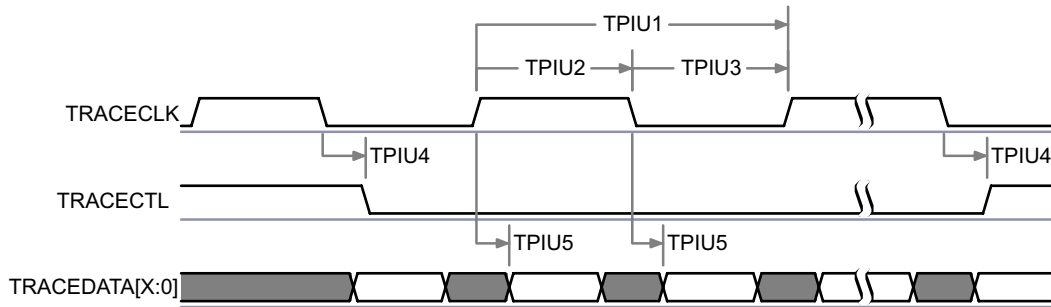 TPIU1
TPIU2 TPIU3
TRACECLK
TPIU4 TPIU4
TRACECTL
TPIU5 TPIU5
TRACEDATA[X:0]